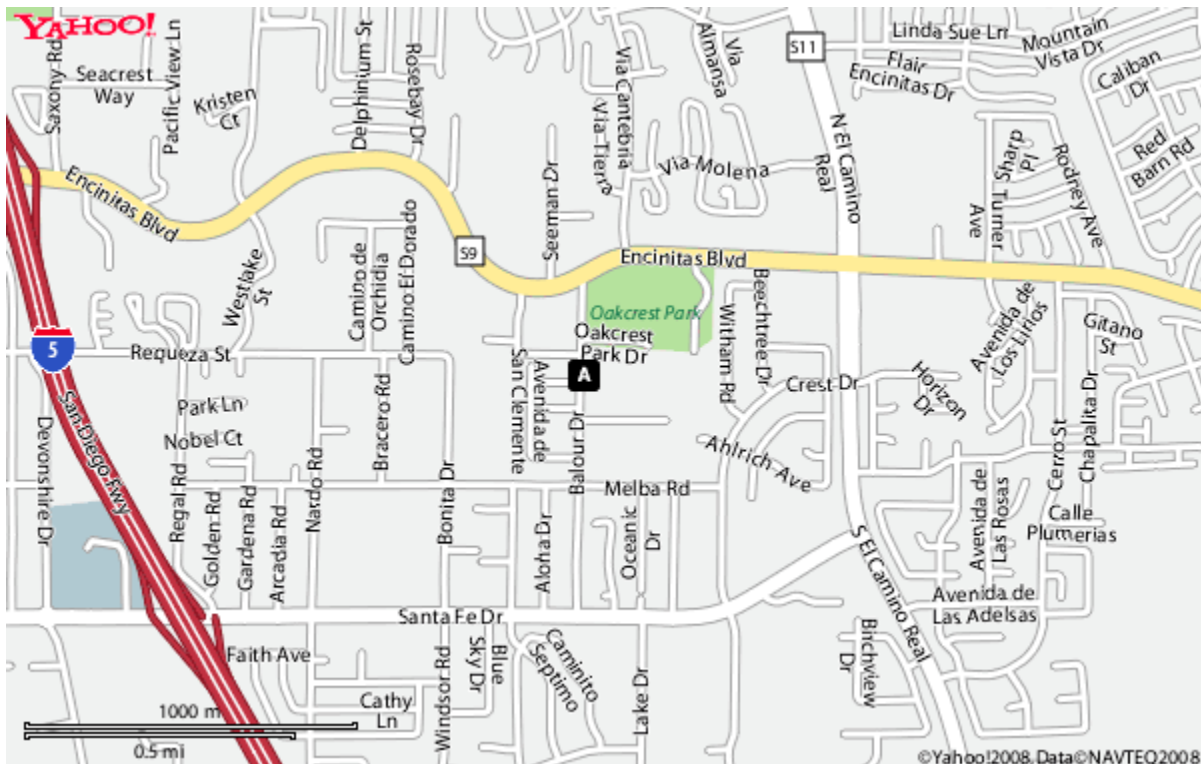 YAHOO!
Saxony Rd
Seacrest
Way
Pacific View Ln
Kristen
Ct
Delphinium St
Rosebay Dr
Via Cantebria
Via Tierra
Via
Almansa
S11
Linda Sue Ln
Mountain
Vista Dr
Flair
Encinitas Dr
Caliban
Dr
Red
Barn Rd
Sharp
Pl
Rodrey Ave
Turner
Ave
N El Camino
Real
Via Molena
Seeman Dr
Encinitas Blvd
S9
Encinitas Blvd
Westlake
St
Camino de
Orchidia
Camino El Dorado
Oakcrest Park
Oakcrest
Park Dr
Beechtree Dr
Witham Rd
Avenida de
Los Lirios
Gitano
St
5
Requeza St
San Clemente
Avenida de
A
Crest Dr
Horizon
Dr
Chapalita Dr
Cerro St
San Diego Fwy
Devonshire Dr
Park Ln
Nobel Ct
Bracero Rd
Balour Dr
Ahlrich Ave
Nardo Rd
Bonita Dr
Melba Rd
Regal Rd
Golden Rd
Gardena Rd
Arcadia Rd
Aloha Dr
Oceanic
Dr
Avenida de
Las Rosas
Calle
Plumerias
S El Camino Real
Santa Fe Dr
Avenida de
Las Adelsas
Faith Ave
Windsor Rd
Blue
Sky Dr
Caminito
Septimo
Lake Dr
Birchview
Dr
Cathy
Ln
1000 m
0.5 mi
©Yahoo!2008, Data©NAVTEQ2008